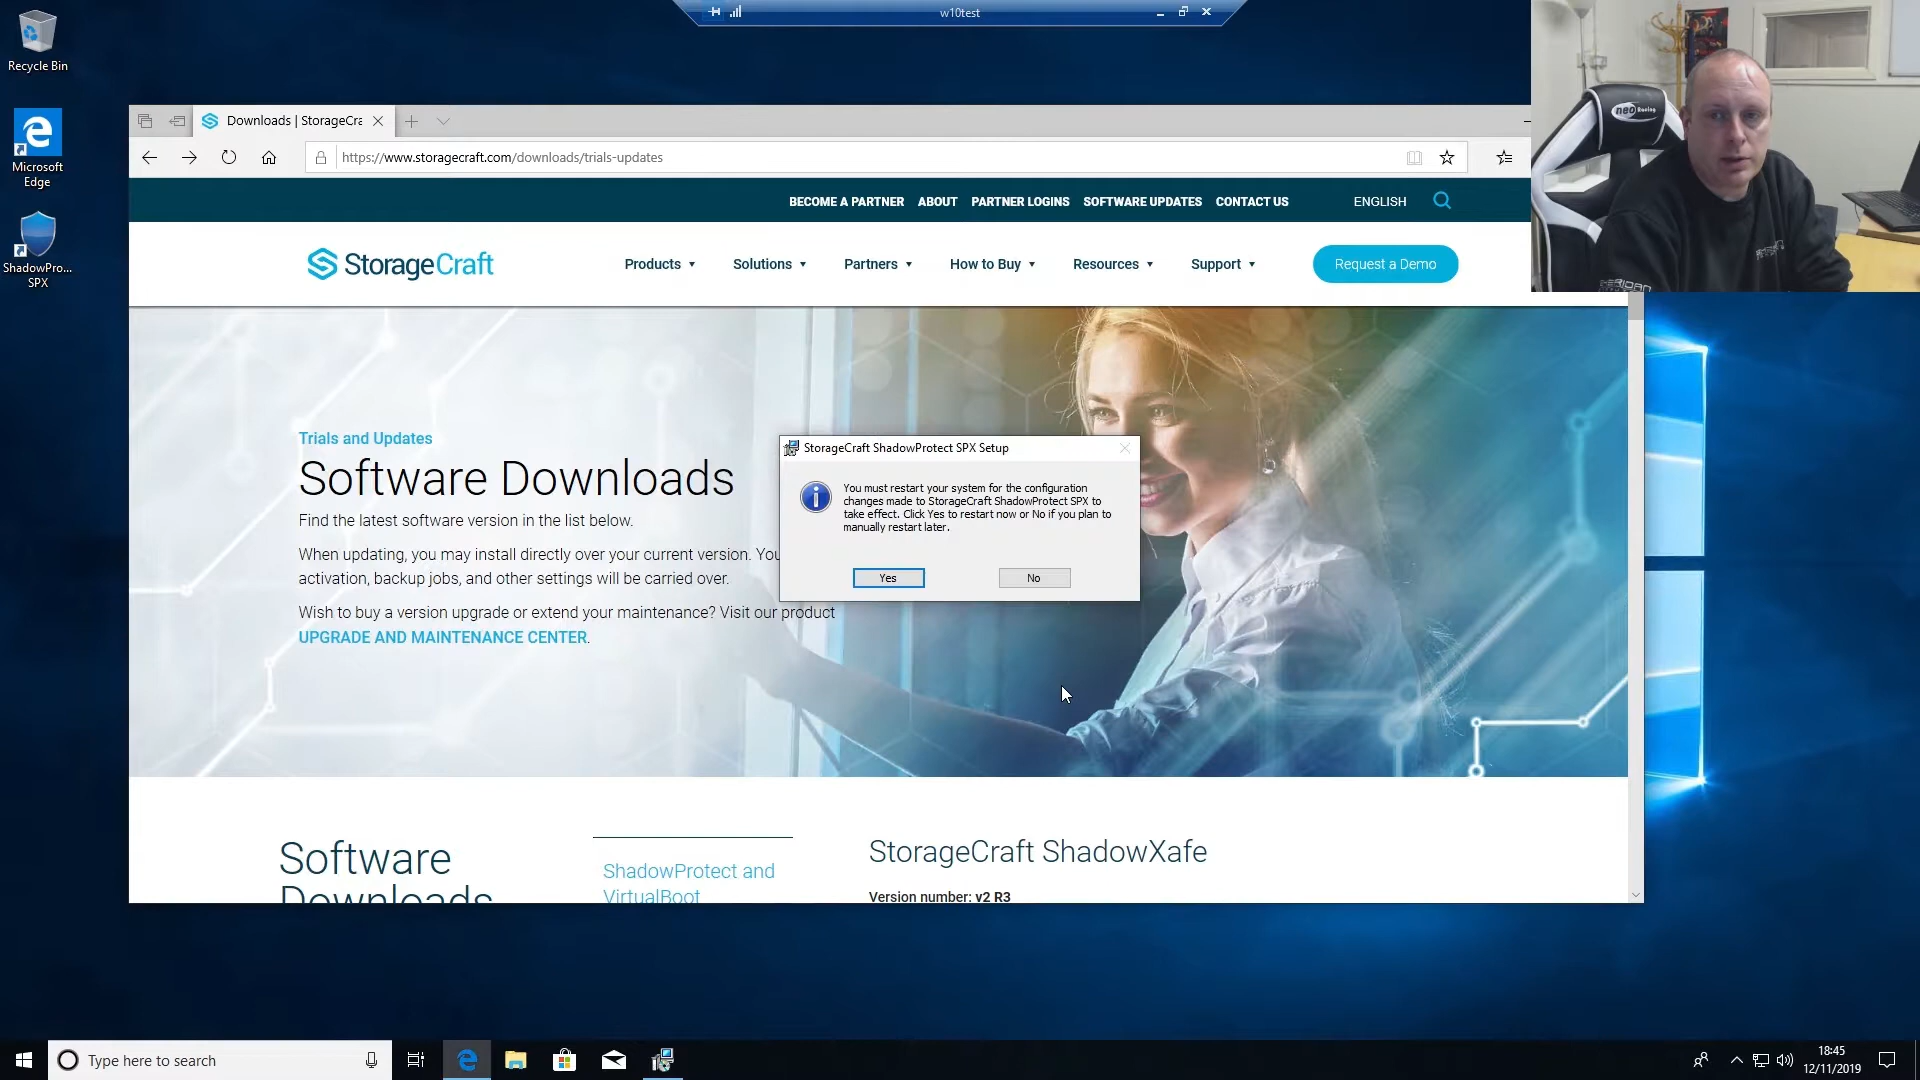 w10test
Recycle Bin
Microsoft
Edge
ShadowPro...
SPX
Downloads | StorageCra
https://www.storagecraft.com/downloads/trials-updates
BECOME A PARTNER ABOUT PARTNER LOGINS SOFTWARE UPDATES CONTACT US ENGLISH
StorageCraft
Products Solutions Partners How to Buy Resources Support Request a Demo
neo Racing
Trials and Updates
Software Downloads
Find the latest software version in the list below.
When updating, you may install directly over your current version. You
activation, backup jobs, and other settings will be carried over.
Wish to buy a version upgrade or extend your maintenance? Visit our product
UPGRADE AND MAINTENANCE CENTER.
StorageCraft ShadowProtect SPX Setup
You must restart your system for the configuration
changes made to StorageCraft ShadowProtect SPX to
take effect. Click Yes to restart now or No if you plan to
manually restart later.
Yes No
Software
Downloads
ShadowProtect and
VirtualBoot
StorageCraft ShadowXafe
Version number: v2 R3
Type here to search
18:45
12/11/2019